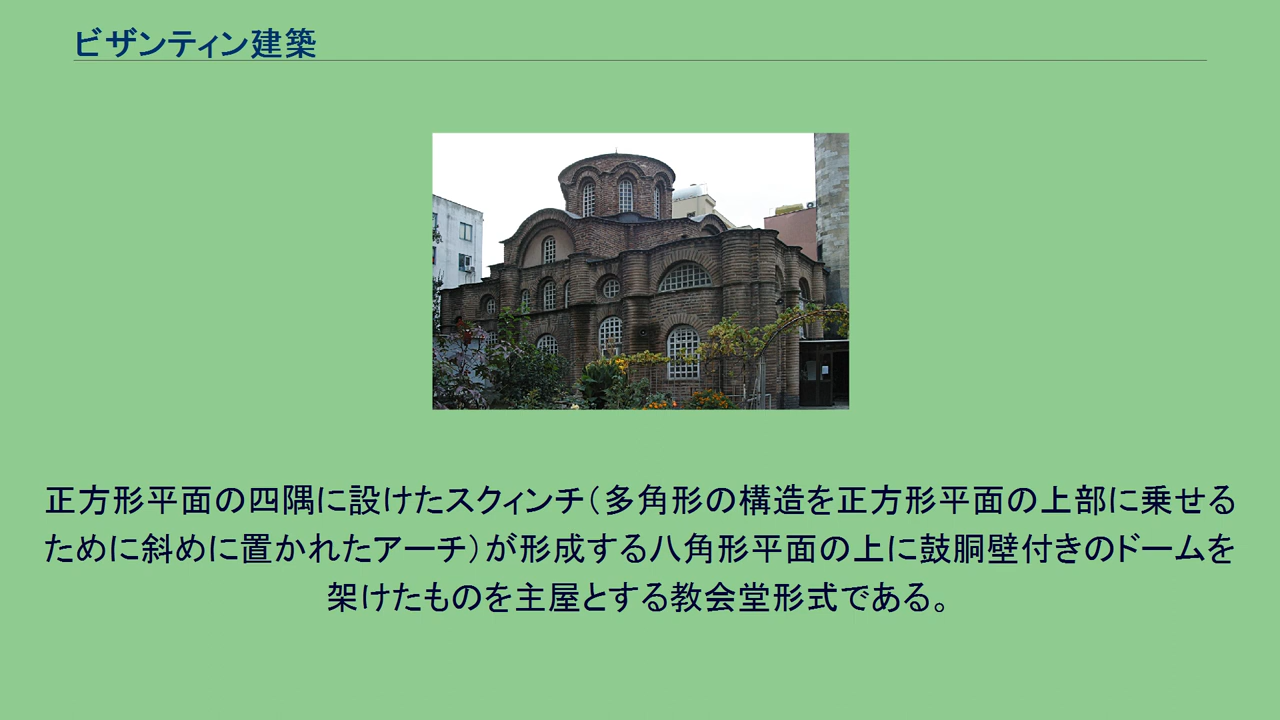 ビザンティン建築
正方形平面の四隅に設けたスクィンチ（多角形の構造を正方形平面の上部に乗せる
ために斜めに置かれたアーチ）が形成する八角形平面の上に鼓胴壁付きのドームを
架けたものを主屋とする教会堂形式である。